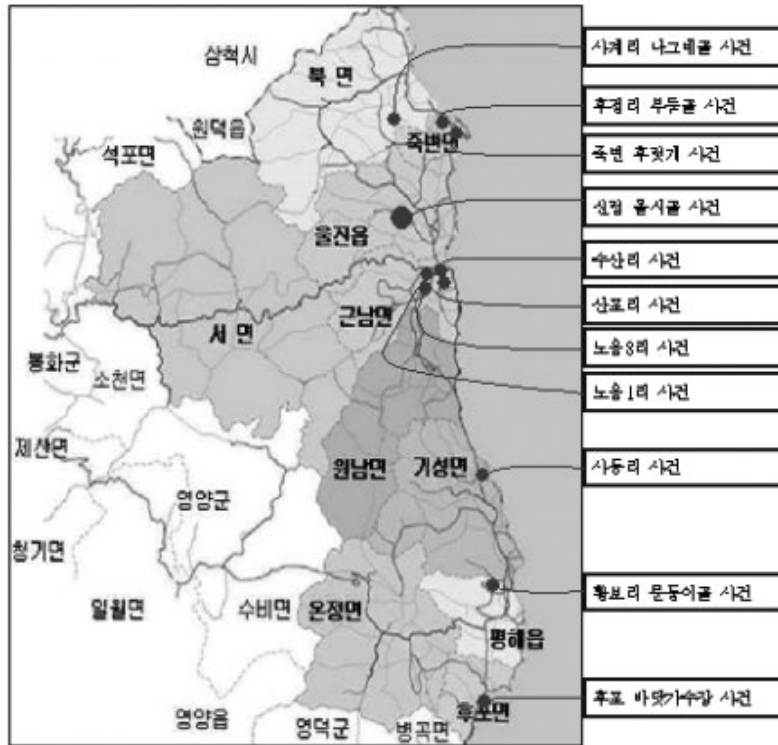 삼척시
북 면
원덕읍
석포면
죽변면
울진읍
근남면
서 면
봉화군
소천면
제산면
원남면
기성면
영양군
청기면
일월면
수비면
온정면
평해읍
영양읍
영덕군
병곡면
후포면
사계리 나그네골 사건
후정리 부둣골 사건
죽변 후정게 사건
신림 올시골 사건
수산리 사건
산포리 사건
노음3리 사건
노음1리 사건
사동리 사건
황보리 문둥이골 사건
후포 바닷가수장 사건